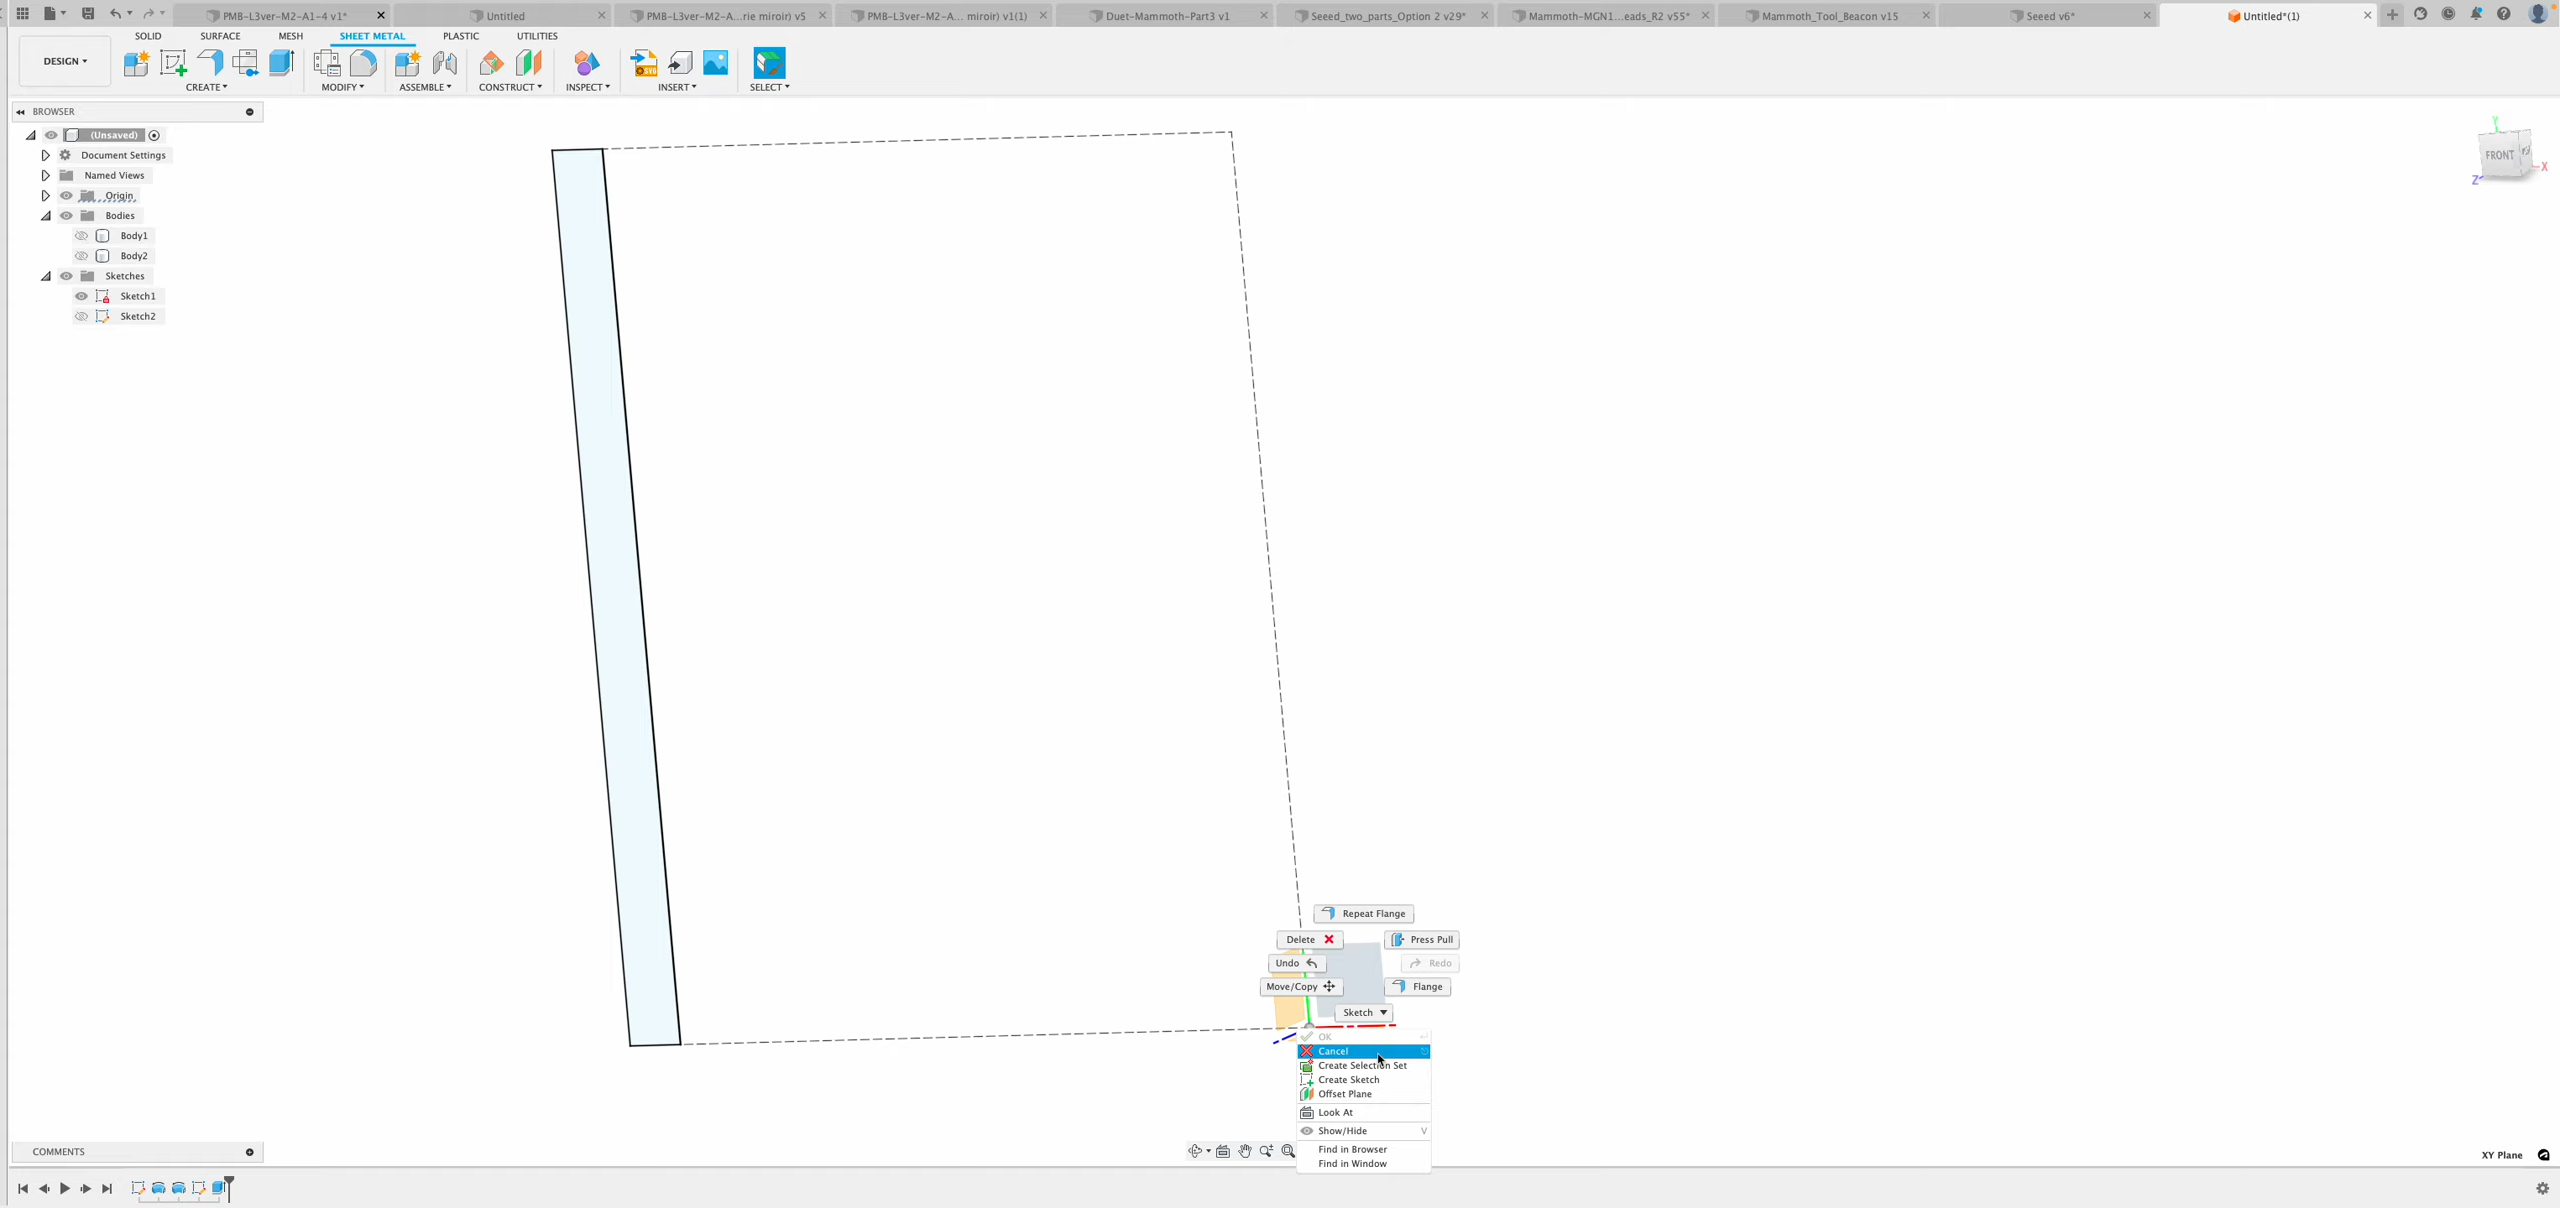 PMB-L3ver-M2-A1-4 v1*
Untitled
PMB-L3ver-M2-A...rie miroir) v5
PMB-L3ver-M2-A... miroir) v1(1)
Duet-Mammoth-Part3 v1
Seeed_two_parts_Option 2 v29*
Mammoth-MGN1...eads_R2 v55*
Mammoth_Tool_Beacon v15
Seeed v6*
Untitled*(1)
SOLID
SURFACE
MESH
SHEET METAL
PLASTIC
UTILITIES
DESIGN
CREATE
MODIFY
ASSEMBLE
CONSTRUCT
INSPECT
INSERT
SELECT
BROWSER
(Unsaved)
Document Settings
Named Views
Origin
Bodies
Body1
Body2
Sketches
Sketch1
Sketch2
Y
FRONT
X
Z
Repeat Flange
Delete
Press Pull
Undo
Redo
Move/Copy
Flange
Sketch
OK
Cancel
Create Selection Set
Create Sketch
Offset Plane
Look At
Show/Hide V
Find in Browser
Find in Window
COMMENTS
XY Plane